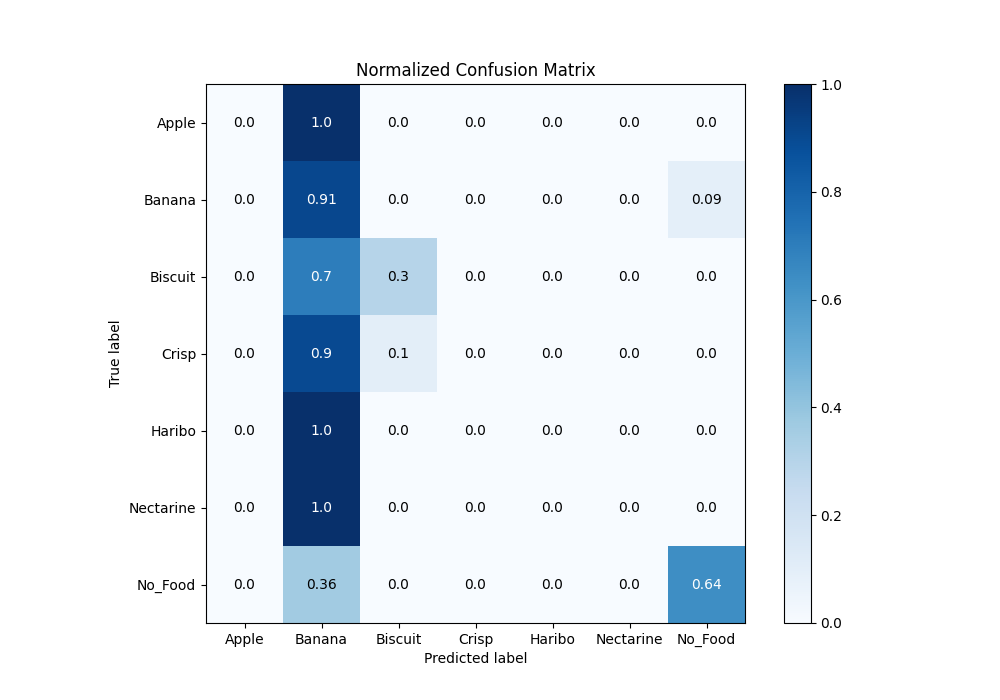 Normalized Confusion Matrix
True label
Apple 0.0 1.0 0.0 0.0 0.0 0.0 0.0
Banana 0.0 0.91 0.0 0.0 0.0 0.0 0.09
Biscuit 0.0 0.7 0.3 0.0 0.0 0.0 0.0
Crisp 0.0 0.9 0.1 0.0 0.0 0.0 0.0
Haribo 0.0 1.0 0.0 0.0 0.0 0.0 0.0
Nectarine 0.0 1.0 0.0 0.0 0.0 0.0 0.0
No_Food 0.0 0.36 0.0 0.0 0.0 0.0 0.64
Apple Banana Biscuit Crisp Haribo Nectarine No_Food
Predicted label
1.0
0.8
0.6
0.4
0.2
0.0